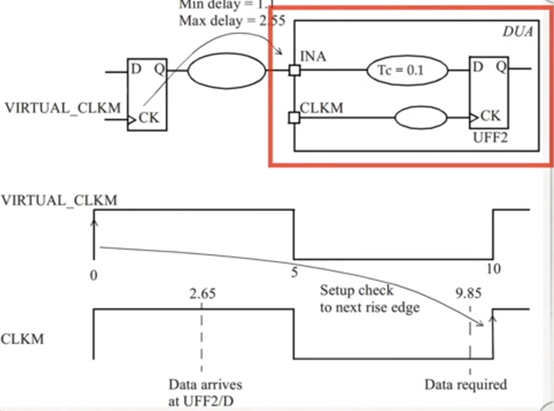 Min delay = 1.
Max delay = 2.55
DUA
INA
D Q
Tc = 0.1
D Q
VIRTUAL_CLKM
CK
CLKM
CK
UFF2
VIRTUAL_CLKM
0
5
10
2.65
Setup check
to next rise edge
9.85
CLKM
Data arrives
at UFF2/D
Data required